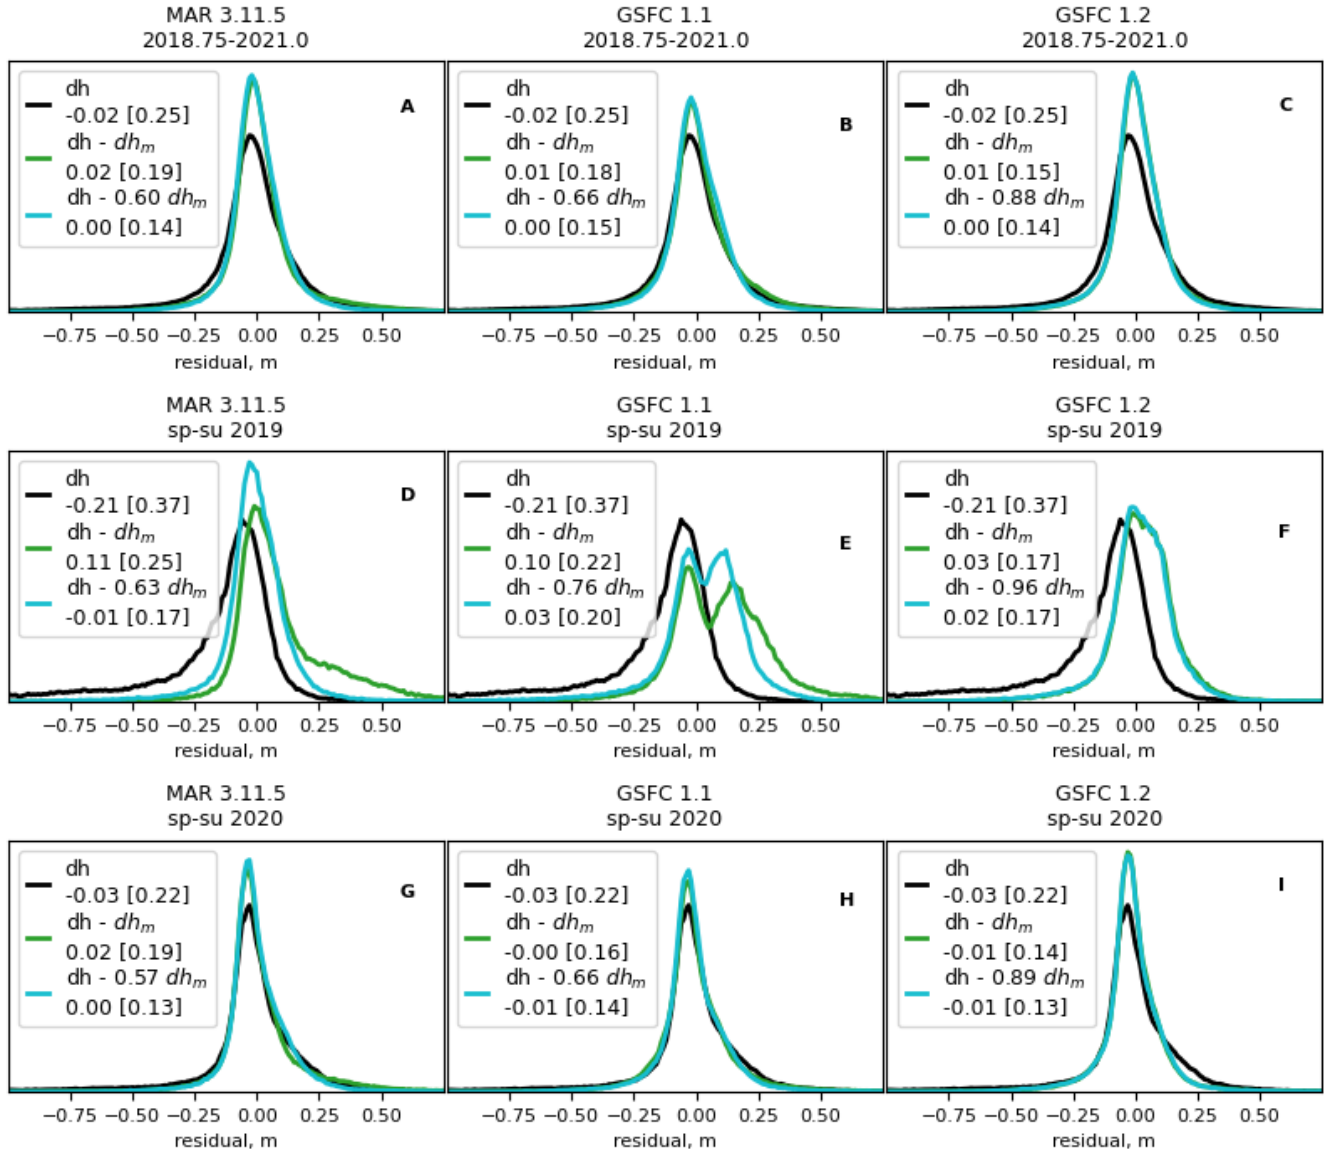 MAR 3.11.5
2018.75-2021.0
GSFC 1.1
2018.75-2021.0
GSFC 1.2
2018.75-2021.0
dh
-0.02 [0.25]
dh - dhm
0.02 [0.19]
dh - 0.60 dhm
0.00 [0.14]
A
dh
-0.02 [0.25]
dh - dhm
0.01 [0.18]
dh - 0.66 dhm
0.00 [0.15]
B
dh
-0.02 [0.25]
dh - dhm
0.01 [0.15]
dh - 0.88 dhm
0.00 [0.14]
C
−0.75 −0.50 −0.25 0.00 0.25 0.50
residual, m
−0.75 −0.50 −0.25 0.00 0.25 0.50
residual, m
−0.75 −0.50 −0.25 0.00 0.25 0.50
residual, m
MAR 3.11.5
sp-su 2019
GSFC 1.1
sp-su 2019
GSFC 1.2
sp-su 2019
dh
-0.21 [0.37]
dh - dhm
0.11 [0.25]
dh - 0.63 dhm
-0.01 [0.17]
D
dh
-0.21 [0.37]
dh - dhm
0.10 [0.22]
dh - 0.76 dhm
0.03 [0.20]
E
dh
-0.21 [0.37]
dh - dhm
0.03 [0.17]
dh - 0.96 dhm
0.02 [0.17]
F
−0.75 −0.50 −0.25 0.00 0.25 0.50
residual, m
−0.75 −0.50 −0.25 0.00 0.25 0.50
residual, m
−0.75 −0.50 −0.25 0.00 0.25 0.50
residual, m
MAR 3.11.5
sp-su 2020
GSFC 1.1
sp-su 2020
GSFC 1.2
sp-su 2020
dh
-0.03 [0.22]
dh - dhm
0.02 [0.19]
dh - 0.57 dhm
0.00 [0.13]
G
dh
-0.03 [0.22]
dh - dhm
-0.00 [0.16]
dh - 0.66 dhm
-0.01 [0.14]
H
dh
-0.03 [0.22]
dh - dhm
-0.01 [0.14]
dh - 0.89 dhm
-0.01 [0.13]
I
−0.75 −0.50 −0.25 0.00 0.25 0.50
residual, m
−0.75 −0.50 −0.25 0.00 0.25 0.50
residual, m
−0.75 −0.50 −0.25 0.00 0.25 0.50
residual, m